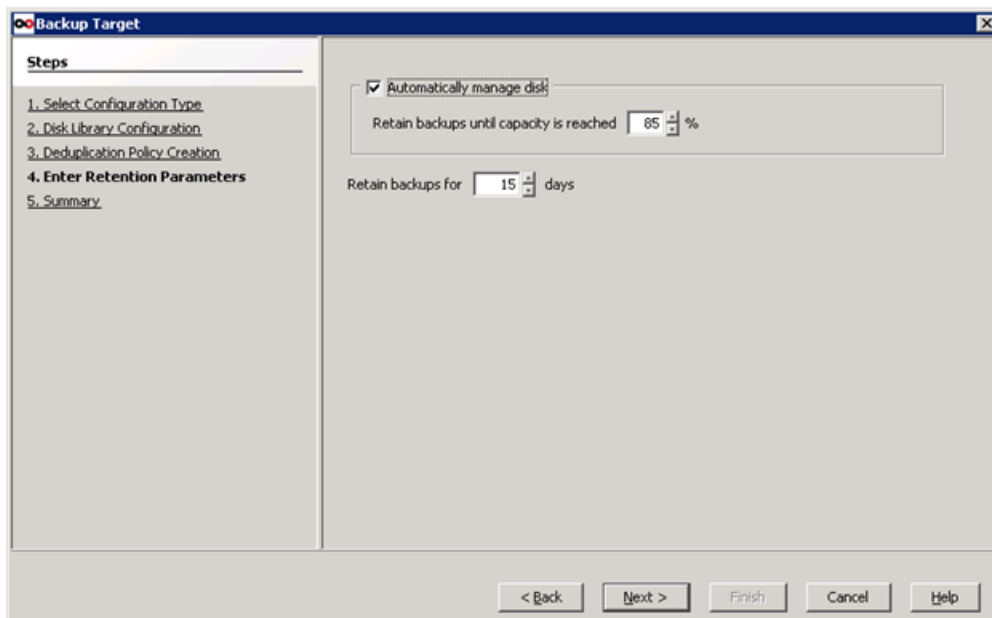 Backup Target
Steps
1. Select Configuration Type
2. Disk Library Configuration
3. Deduplication Policy Creation
4. Enter Retention Parameters
5. Summary
Automatically manage disk
Retain backups until capacity is reached 85 %
Retain backups for 15 days
< Back Next > Finish Cancel Help